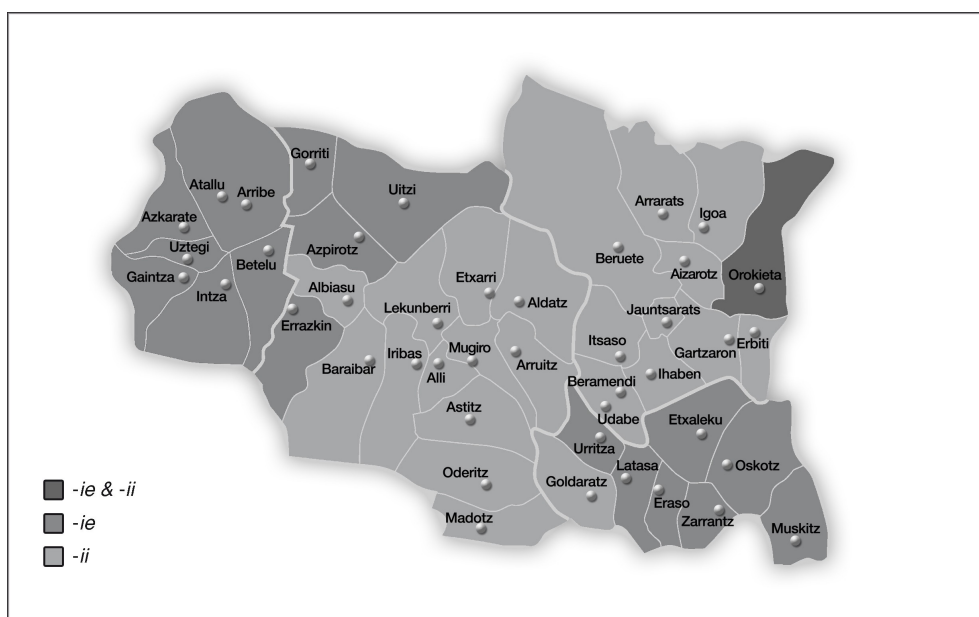 Gorriti
Atallu
Arribe
Uitzi
Arrarats
Igoa
Azkarate
Uztegi
Betelu
Azpirotz
Beruete
Aizarotz
Orokieta
Gaintza
Intza
Albiasu
Etxarri
Aldatz
Errazkin
Lekunberri
Jauntsarats
Baraibar
Iribas
Alli
Mugiro
Arruitz
Itsaso
Gartzaron
Erbiti
Beramendi
Ihaben
Astitz
Udabe
Etxaleku
Urritza
Oderitz
Goldaratz
Latasa
Oskotz
Eraso
Zarrantz
Madotz
Muskitz
-ie & -ii
-ie
-ii